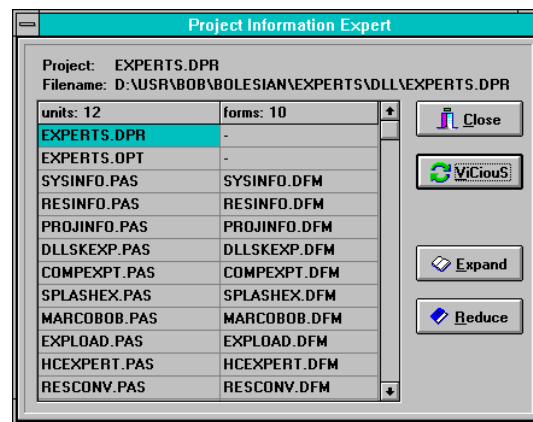 Project Information Expert
Project: EXPERTS.DPR
Filename: D:\USR\BOB\BOLESIAN\EXPERTS\DLL\EXPERTS.DPR
units: 12 forms: 10
EXPERTS.DPR -
EXPERTS.OPT -
SYSINFO.PAS SYSINFO.DFM
RESINFO.PAS RESINFO.DFM
PROJINFO.PAS PROJINFO.DFM
DLLSKEXP.PAS DLLSKEXP.DFM
COMPEXPT.PAS COMPEXPT.DFM
SPLASHEX.PAS SPLASHEX.DFM
MARCOBOB.PAS MARCOBOB.DFM
EXPLOAD.PAS EXPLOAD.DFM
HCEXPERT.PAS HCEXPERT.DFM
RESCONV.PAS RESCONV.DFM
Close
ViCiouS
Expand
Reduce